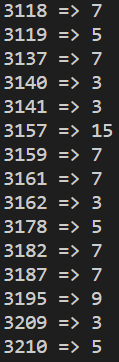 3118 => 7
3119 => 5
3137 => 7
3140 => 3
3141 => 3
3157 => 15
3159 => 7
3161 => 7
3162 => 3
3178 => 5
3182 => 7
3187 => 7
3195 => 9
3209 => 3
3210 => 5